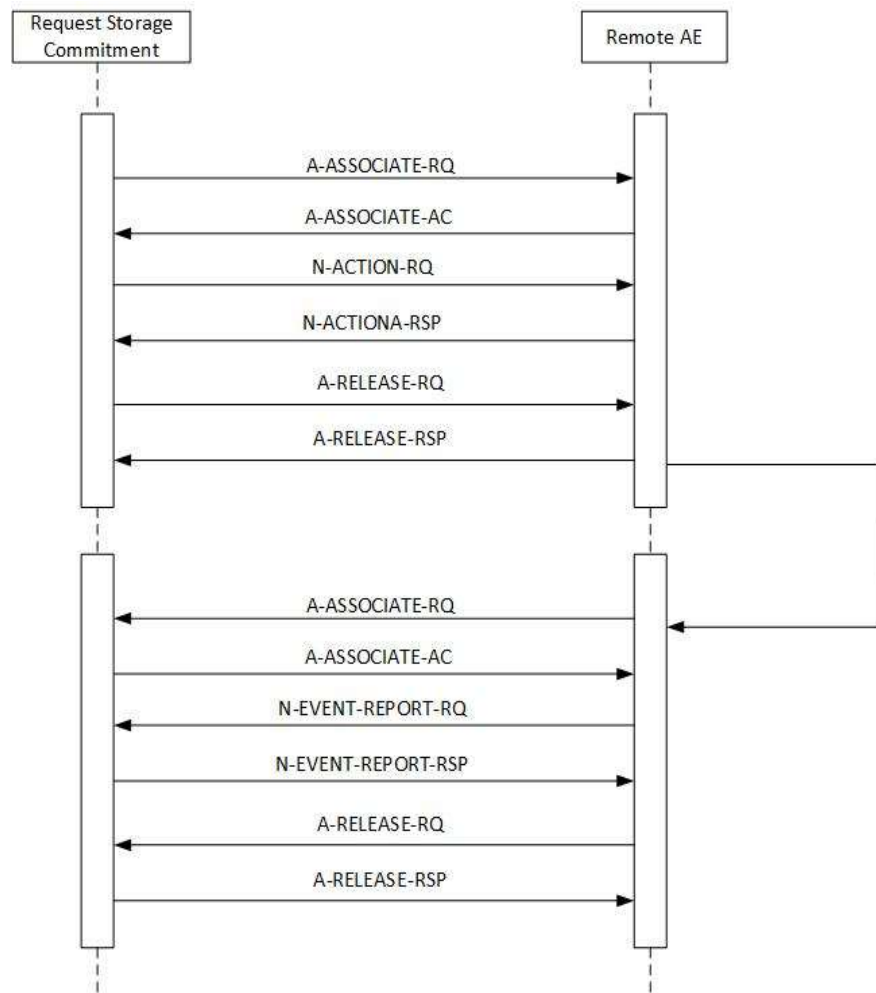 Request Storage
Commitment
Remote AE
A-ASSOCIATE-RQ
A-ASSOCIATE-AC
N-ACTION-RQ
N-ACTIONA-RSP
A-RELEASE-RQ
A-RELEASE-RSP
A-ASSOCIATE-RQ
A-ASSOCIATE-AC
N-EVENT-REPORT-RQ
N-EVENT-REPORT-RSP
A-RELEASE-RQ
A-RELEASE-RSP